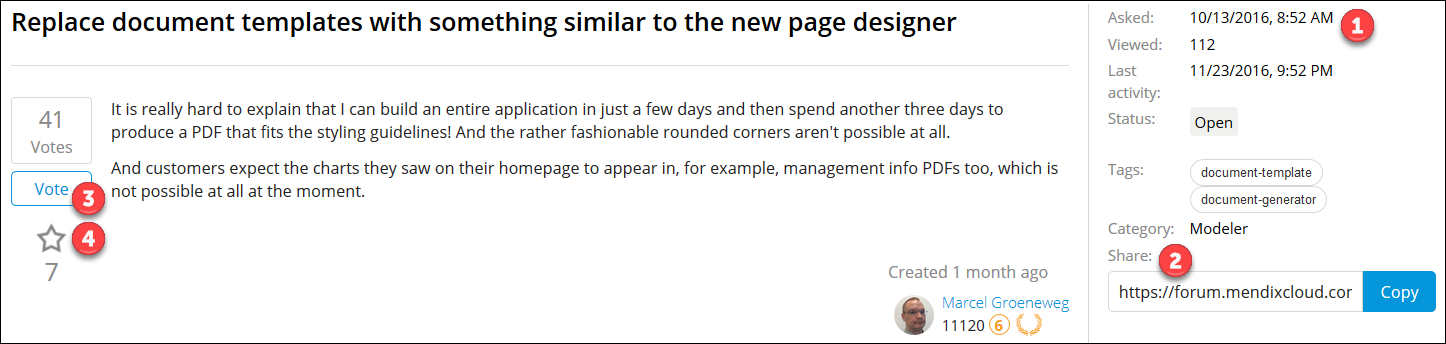 Replace document templates with something similar to the new page designer
41
Votes
Vote
3
4
7
It is really hard to explain that I can build an entire application in just a few days and then spend another three days to
produce a PDF that fits the styling guidelines! And the rather fashionable rounded corners aren't possible at all.
And customers expect the charts they saw on their homepage to appear in, for example, management info PDFs too, which is
not possible at all at the moment.
Created 1 month ago
Marcel Groeneweg
11120 6
Asked: 10/13/2016, 8:52 AM 1
Viewed: 112
Last 11/23/2016, 9:52 PM
activity:
Status: Open
Tags: document-template
document-generator
Category: Modeler
Share: 2
https://forum.mendixcloud.cor Copy